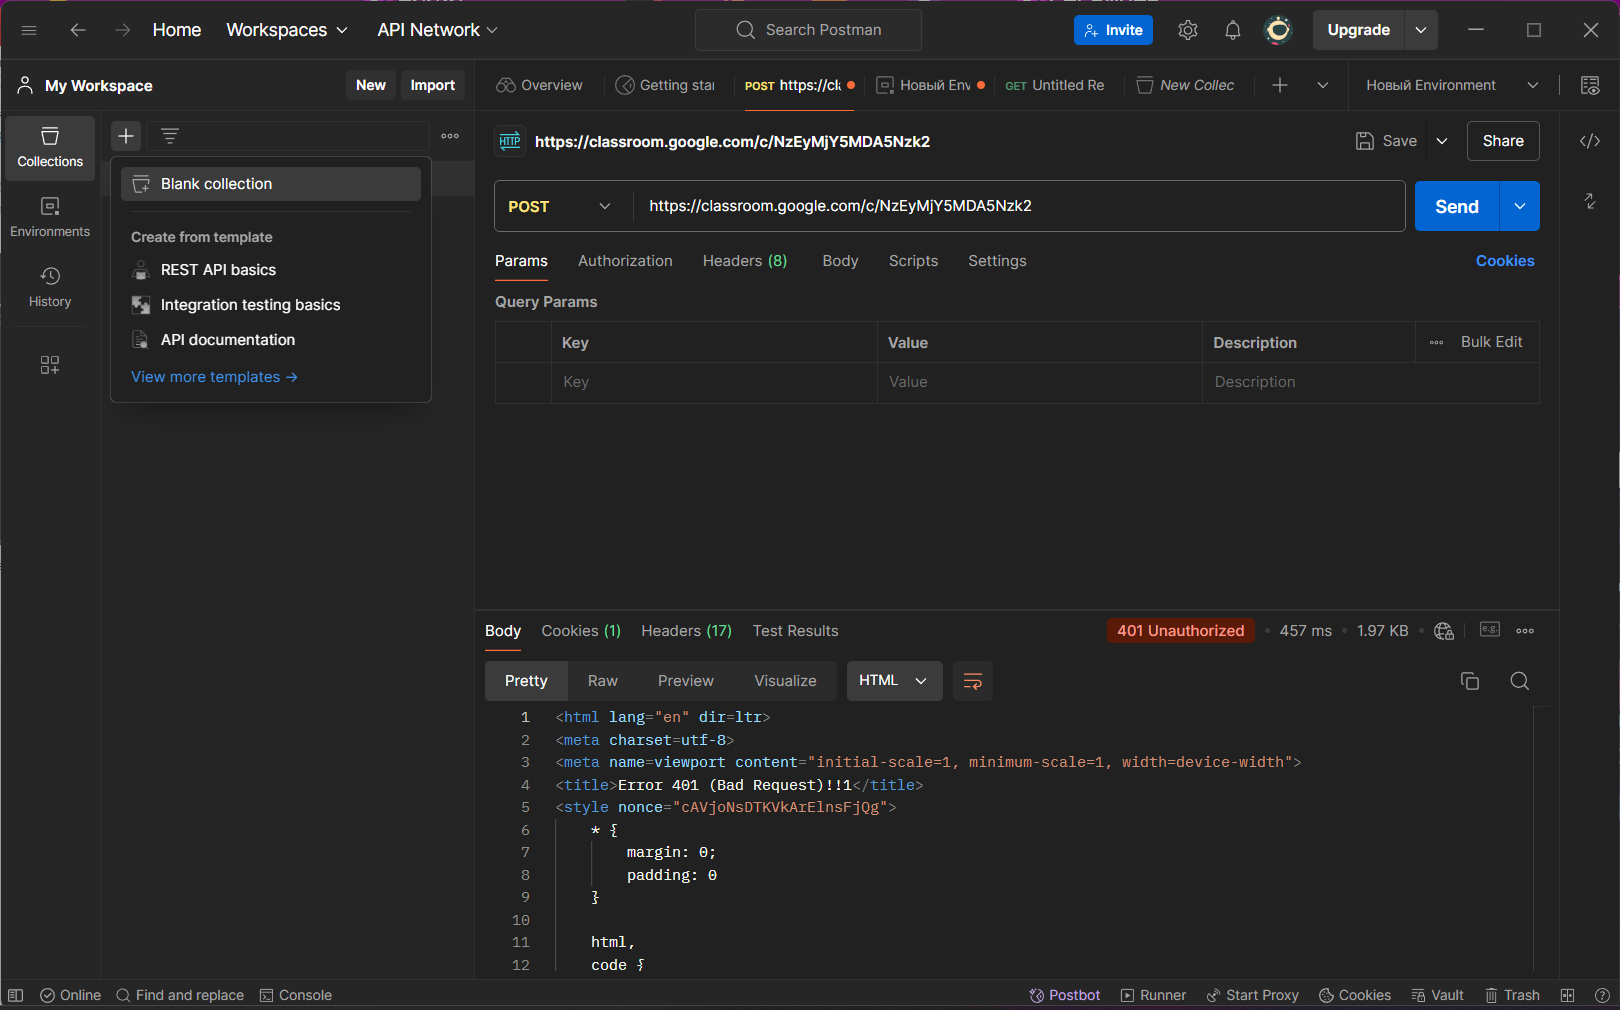 Home Workspaces API Network Search Postman Invite Upgrade
My Workspace New Import Overview Getting star POST https://cl Новый Env GET Untitled Re New Collec Новый Environment
Collections
Environments
History
Blank collection
Create from template
REST API basics
Integration testing basics
API documentation
View more templates →
HTTP https://classroom.google.com/c/NzEyMjY5MDA5Nzk2 Save Share
POST https://classroom.google.com/c/NzEyMjY5MDA5Nzk2 Send
Params Authorization Headers (8) Body Scripts Settings Cookies
Query Params
Key Value Description Bulk Edit
Key Value Description
Body Cookies (1) Headers (17) Test Results 401 Unauthorized 457 ms 1.97 KB e.g.
Pretty Raw Preview Visualize HTML
1 <html lang="en" dir=ltr>
2 <meta charset=utf-8>
3 <meta name=viewport content="initial-scale=1, minimum-scale=1, width=device-width">
4 <title>Error 401 (Bad Request)!!1</title>
5 <style nonce="cAVjoNsDTKVkArElnsFjQg">
6 * {
7 margin: 0;
8 padding: 0
9 }
10
11 html,
12 code {
Online Find and replace Console Postbot Runner Start Proxy Cookies Vault Trash